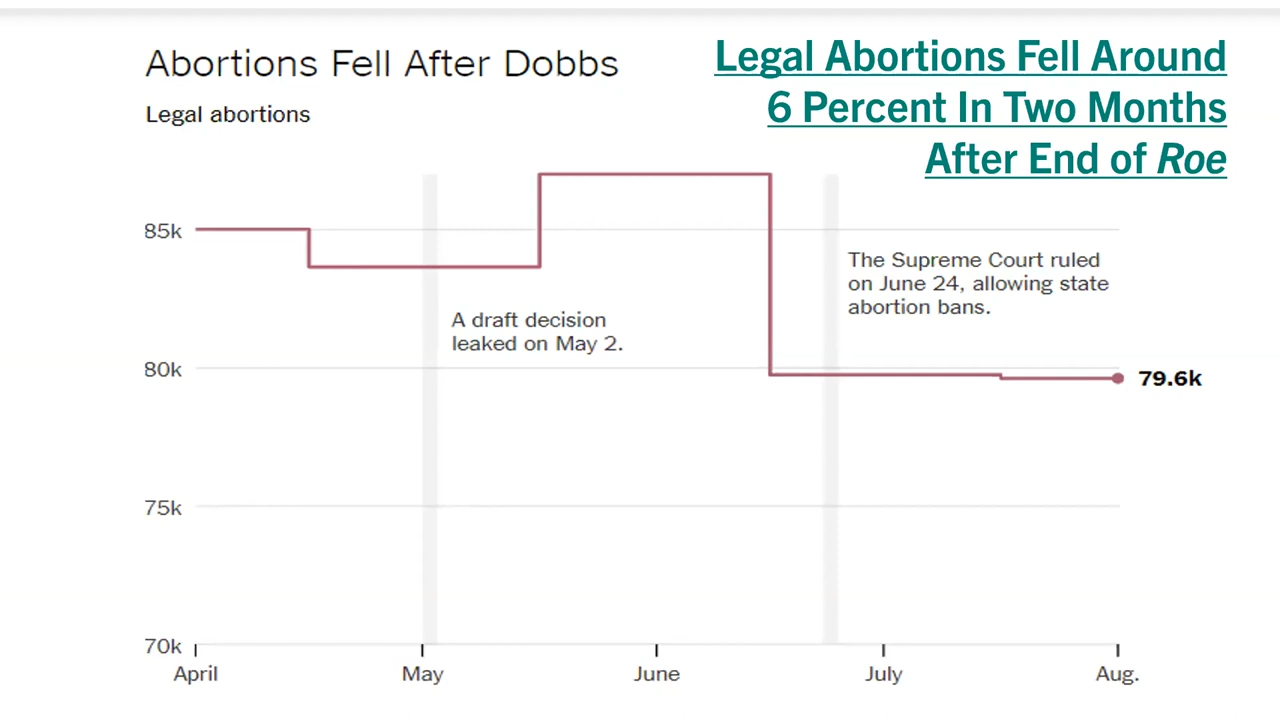 Abortions Fell After Dobbs
Legal abortions
Legal Abortions Fell Around
6 Percent In Two Months
After End of Roe
85k
The Supreme Court ruled
on June 24, allowing state
abortion bans.
A draft decision
leaked on May 2.
80k
79.6k
75k
70k
April
May
June
July
Aug.